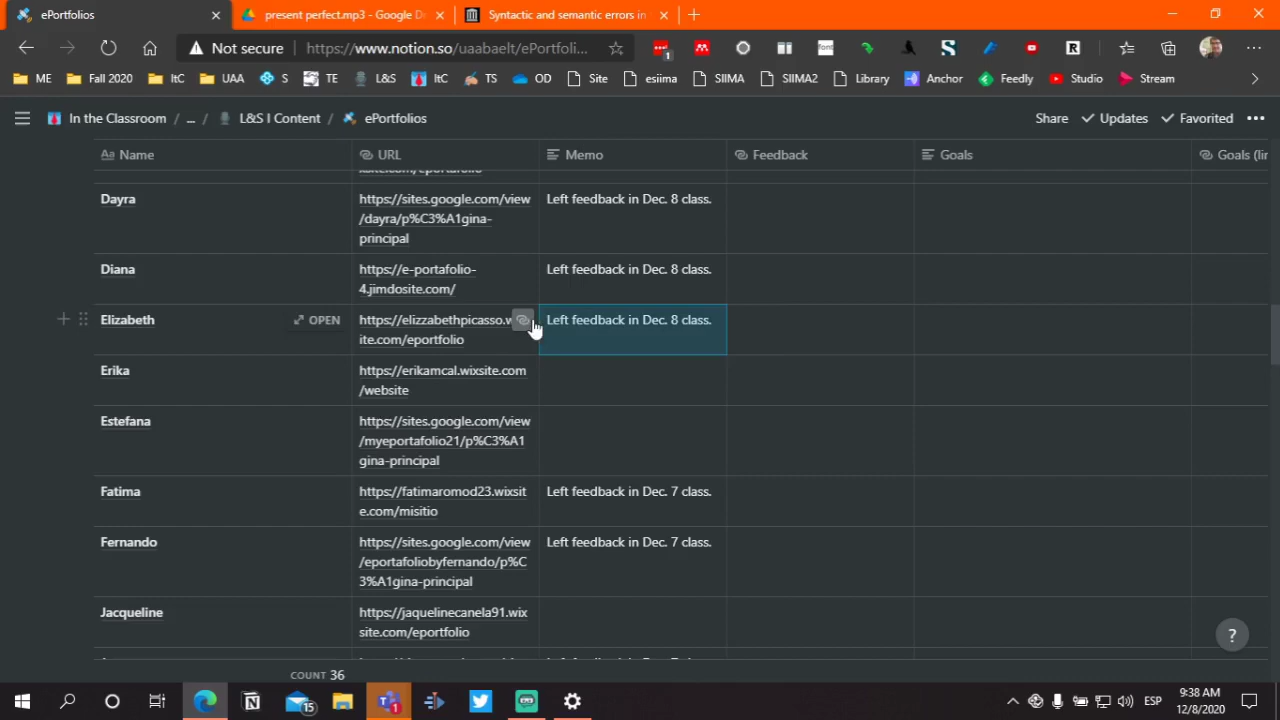 ePortfolios
present perfect.mp3 - Google D
Syntactic and semantic errors in
Not secure
https://www.notion.so/uaabaelt/ePortfoli...
1
ME
Fall 2020
ItC
UAA
S
TE
L&S
ItC
TS
OD
Site
esiima
SIIMA
SIIMA2
Library
Anchor
Feedly
Studio
Stream
In the Classroom / ... / L&S I Content / ePortfolios
Share
Updates
Favorited
Name
URL
Memo
Feedback
Goals
Goals (lin
Dayra
https://sites.google.com/view
/dayra/p%C3%A1gina-
principal
Left feedback in Dec. 8 class.
Diana
https://e-portafolio-
4.jimdosite.com/
Left feedback in Dec. 8 class.
Elizabeth
OPEN
https://elizzabethpicasso.w
ite.com/eportfolio
Left feedback in Dec. 8 class.
Erika
https://erikamcal.wixsite.com
/website
Estefana
https://sites.google.com/view
/myeportafolio21/p%C3%A1
gina-principal
Fatima
https://fatimaromod23.wixsit
e.com/misitio
Left feedback in Dec. 7 class.
Fernando
https://sites.google.com/view
/eportafoliobyfernando/p%C
3%A1gina-principal
Left feedback in Dec. 7 class.
Jacqueline
https://jaquelinecanela91.wix
site.com/eportfolio
?
COUNT 36
15
1
ESP
9:38 AM
12/8/2020